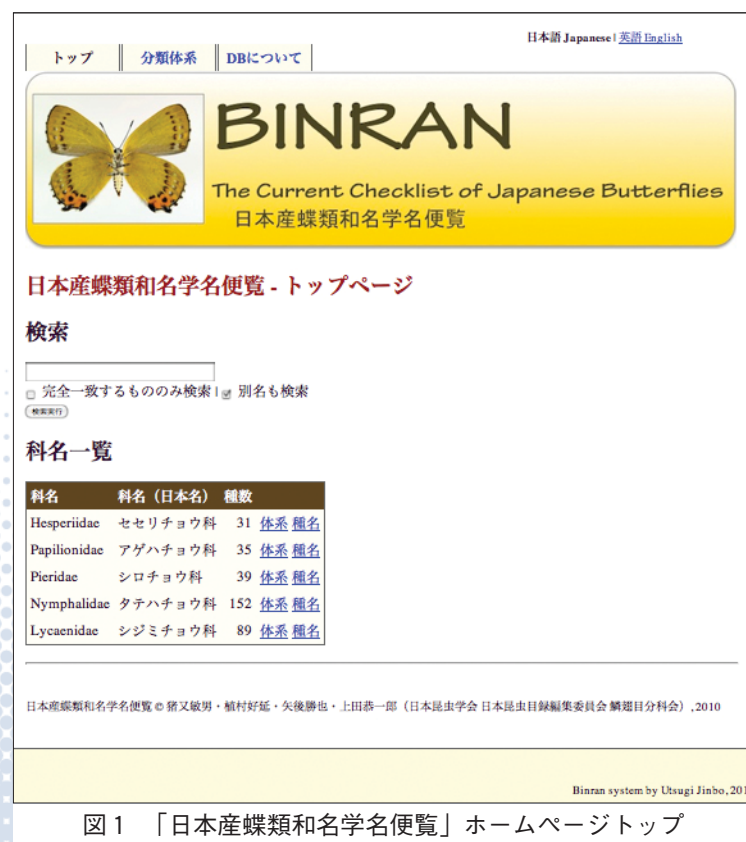 日本語 Japanese | 英語 English
トップ 分類体系 DBについて
BINRAN
The Current Checklist of Japanese Butterflies
日本産蝶類和名学名便覧
日本産蝶類和名学名便覧 - トップページ
検索
完全一致するもののみ検索 | 別名も検索
検索実行
科名一覧
科名 科名（日本名） 種数
Hesperiidae セセリチョウ科 31 体系 種名
Papilionidae アゲハチョウ科 35 体系 種名
Pieridae シロチョウ科 39 体系 種名
Nymphalidae タテハチョウ科 152 体系 種名
Lycaenidae シジミチョウ科 89 体系 種名
日本産蝶類和名学名便覧 © 猪又敏男・植村好延・矢後勝也・上田恭一郎（日本昆虫学会 日本昆虫目録編集委員会 鱗翅目分科会）, 2010
Binran system by Utsugi Jinbo, 201
図1 「日本産蝶類和名学名便覧」ホームページトップ